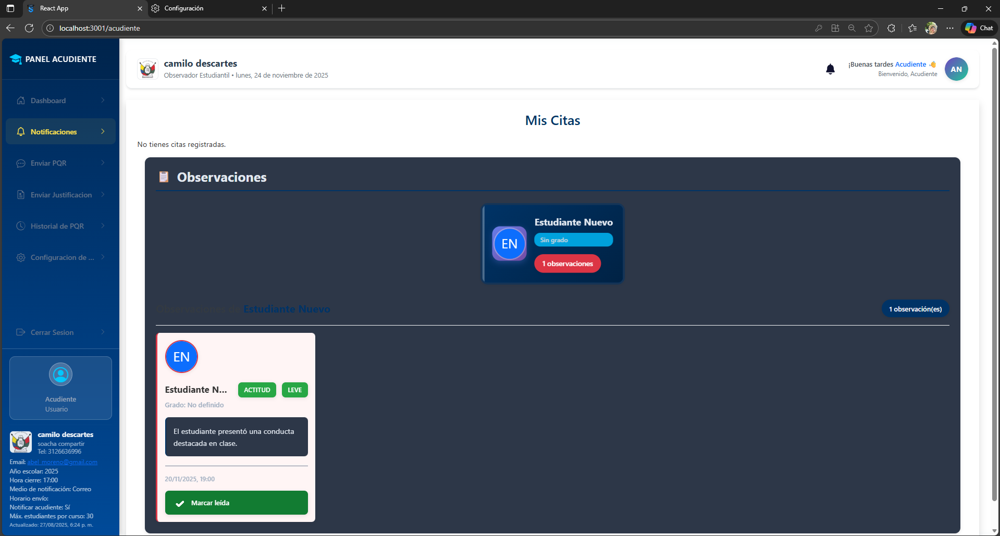 React App
Configuración
localhost:3001/acudiente
Chat
PANEL ACUDIENTE
Dashboard
Notificaciones
Enviar PQR
Enviar Justificacion
Historial de PQR
Configuracion de ...
Cerrar Sesion
Acudiente
Usuario
camilo descartes
soacha compartir
Tel: 3126636996
Email: abel_moreno@gmail.com
Año escolar: 2025
Hora cierre: 17:00
Medio de notificación: Correo
Horario envío:
Notificar acudiente: Sí
Máx. estudiantes por curso: 30
Actualizado: 27/08/2025, 6:24 p. m.
camilo descartes
Observador Estudiantil • lunes, 24 de noviembre de 2025
¡Buenas tardes Acudiente 👋
Bienvenido, Acudiente
AN
Mis Citas
No tienes citas registradas.
Observaciones
EN
Estudiante Nuevo
Sin grado
1 observaciones
Observaciones de Estudiante Nuevo
1 observación(es)
EN
Estudiante N...
ACTITUD
LEVE
Grado: No definido
El estudiante presentó una conducta
destacada en clase.
20/11/2025, 19:00
Marcar leída